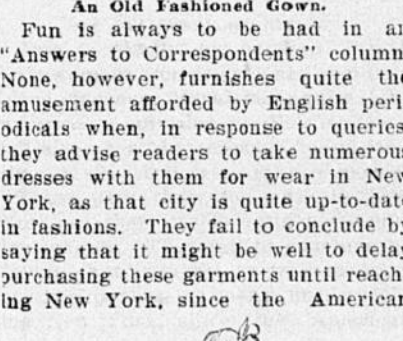 An Old Fashioned Gown.
Fun is always to be had in an
"Answers to Correspondents" column
None, however, furnishes quite the
amusement afforded by English peri
odicals when, in response to queries
they advise readers to take numerous
dresses with them for wear in New
York, as that city is quite up-to-date
in fashions. They fail to conclude by
saying that it might be well to delay
purchasing these garments until reach
ing New York, since the American